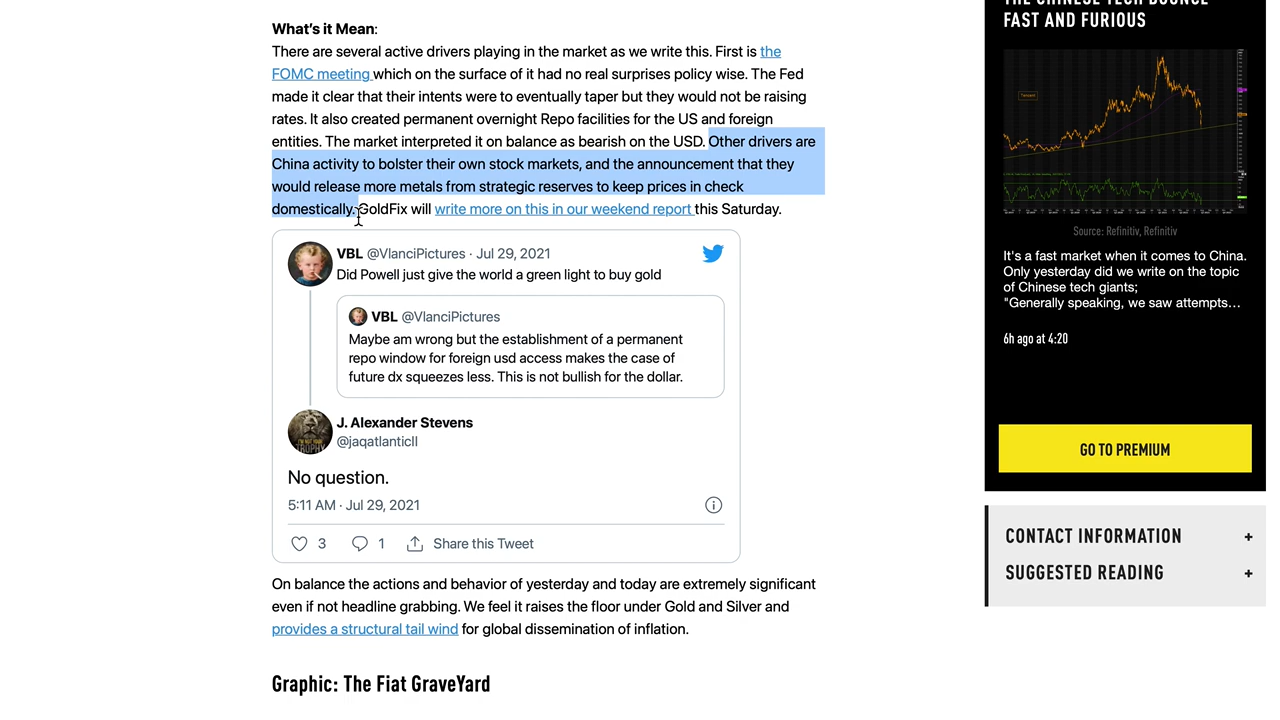 What's it Mean:
There are several active drivers playing in the market as we write this. First is the
FOMC meeting which on the surface of it had no real surprises policy wise. The Fed
made it clear that their intents were to eventually taper but they would not be raising
rates. It also created permanent overnight Repo facilities for the US and foreign
entities. The market interpreted it on balance as bearish on the USD. Other drivers are
China activity to bolster their own stock markets, and the announcement that they
would release more metals from strategic reserves to keep prices in check
domestically. GoldFix will write more on this in our weekend report this Saturday.
VBL @VlanciPictures · Jul 29, 2021
Did Powell just give the world a green light to buy gold
VBL @VlanciPictures
Maybe am wrong but the establishment of a permanent
repo window for foreign usd access makes the case of
future dx squeezes less. This is not bullish for the dollar.
J. Alexander Stevens
@jaqatlanticII
No question.
5:11 AM · Jul 29, 2021
3 1 Share this Tweet
On balance the actions and behavior of yesterday and today are extremely significant
even if not headline grabbing. We feel it raises the floor under Gold and Silver and
provides a structural tail wind for global dissemination of inflation.
Graphic: The Fiat GraveYard
THE CHINESE TECH BOUNCE
FAST AND FURIOUS
Source: Refinitiv, Refinitiv
It's a fast market when it comes to China.
Only yesterday did we write on the topic
of Chinese tech giants;
"Generally speaking, we saw attempts...
6h ago at 4:20
GO TO PREMIUM
CONTACT INFORMATION +
SUGGESTED READING +